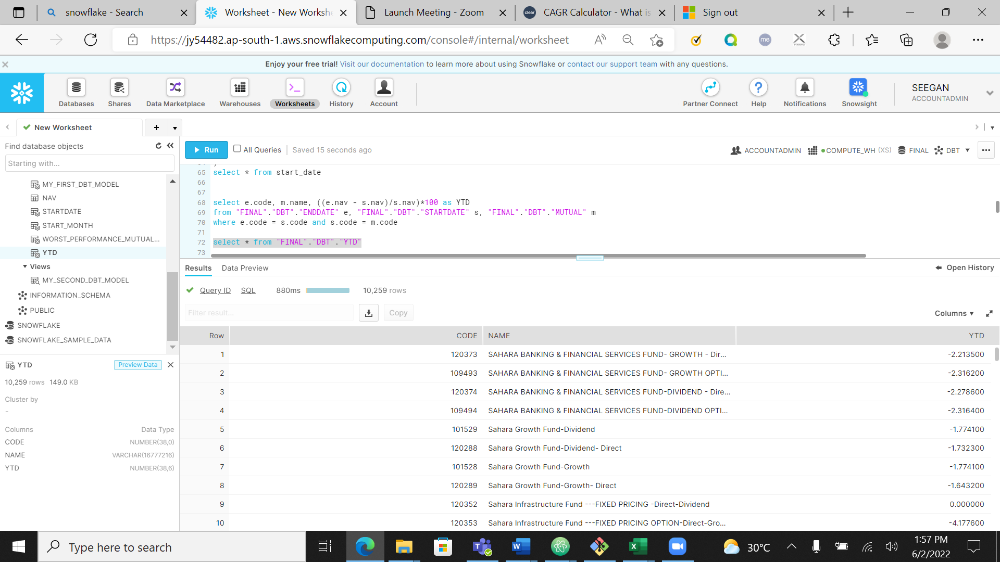 snowflake - Search
Worksheet - New Workshe
Launch Meeting - Zoom
CAGR Calculator - What is
Sign out
https://jy54482.ap-south-1.aws.snowflakecomputing.com/console#/internal/worksheet
Enjoy your free trial! Visit our documentation to learn more about using Snowflake or contact our support team with any questions.
Databases
Shares
Data Marketplace
Warehouses
Worksheets
History
Account
Partner Connect
Help
Notifications
Snowsight
SEEGAN
ACCOUNTADMIN
New Worksheet
Find database objects
Starting with...
MY_FIRST_DBT_MODEL
NAV
STARTDATE
START_MONTH
WORST_PERFORMANCE_MUTUAL...
YTD
Views
MY_SECOND_DBT_MODEL
INFORMATION_SCHEMA
PUBLIC
SNOWFLAKE
SNOWFLAKE_SAMPLE_DATA
YTD Preview Data
10,259 rows 149.0 KB
Cluster by
-
Columns Data Type
CODE NUMBER(38,0)
NAME VARCHAR(16777216)
YTD NUMBER(38,6)
Run All Queries Saved 15 seconds ago
ACCOUNTADMIN COMPUTE_WH (XS) FINAL DBT
65 select * from start_date
66
67
68 select e.code, m.name, ((e.nav - s.nav)/s.nav)*100 as YTD
69 from "FINAL"."DBT"."ENDDATE" e, "FINAL"."DBT"."STARTDATE" s, "FINAL"."DBT"."MUTUAL" m
70 where e.code = s.code and s.code = m.code
71
72 select * from "FINAL"."DBT"."YTD"
73
Results Data Preview Open History
Query ID SQL 880ms 10,259 rows
Filter result... Copy Columns
Row CODE NAME YTD
1 120373 SAHARA BANKING & FINANCIAL SERVICES FUND- GROWTH - Dir... -2.213500
2 109493 SAHARA BANKING & FINANCIAL SERVICES FUND- GROWTH OPTI... -2.316200
3 120374 SAHARA BANKING & FINANCIAL SERVICES FUND-DIVIDEND - Dire... -2.278600
4 109494 SAHARA BANKING & FINANCIAL SERVICES FUND-DIVIDEND OPTI... -2.316400
5 101529 Sahara Growth Fund-Dividend -1.774100
6 120288 Sahara Growth Fund-Dividend- Direct -1.732300
7 101528 Sahara Growth Fund-Growth -1.774100
8 120289 Sahara Growth Fund-Growth- Direct -1.643200
9 120352 Sahara Infrastructure Fund ---FIXED PRICING -Direct-Dividend 0.000000
10 120353 Sahara Infrastructure Fund ---FIXED PRICING OPTION-Direct-Gro... -4.177600
Type here to search
30°C
1:57 PM
6/2/2022